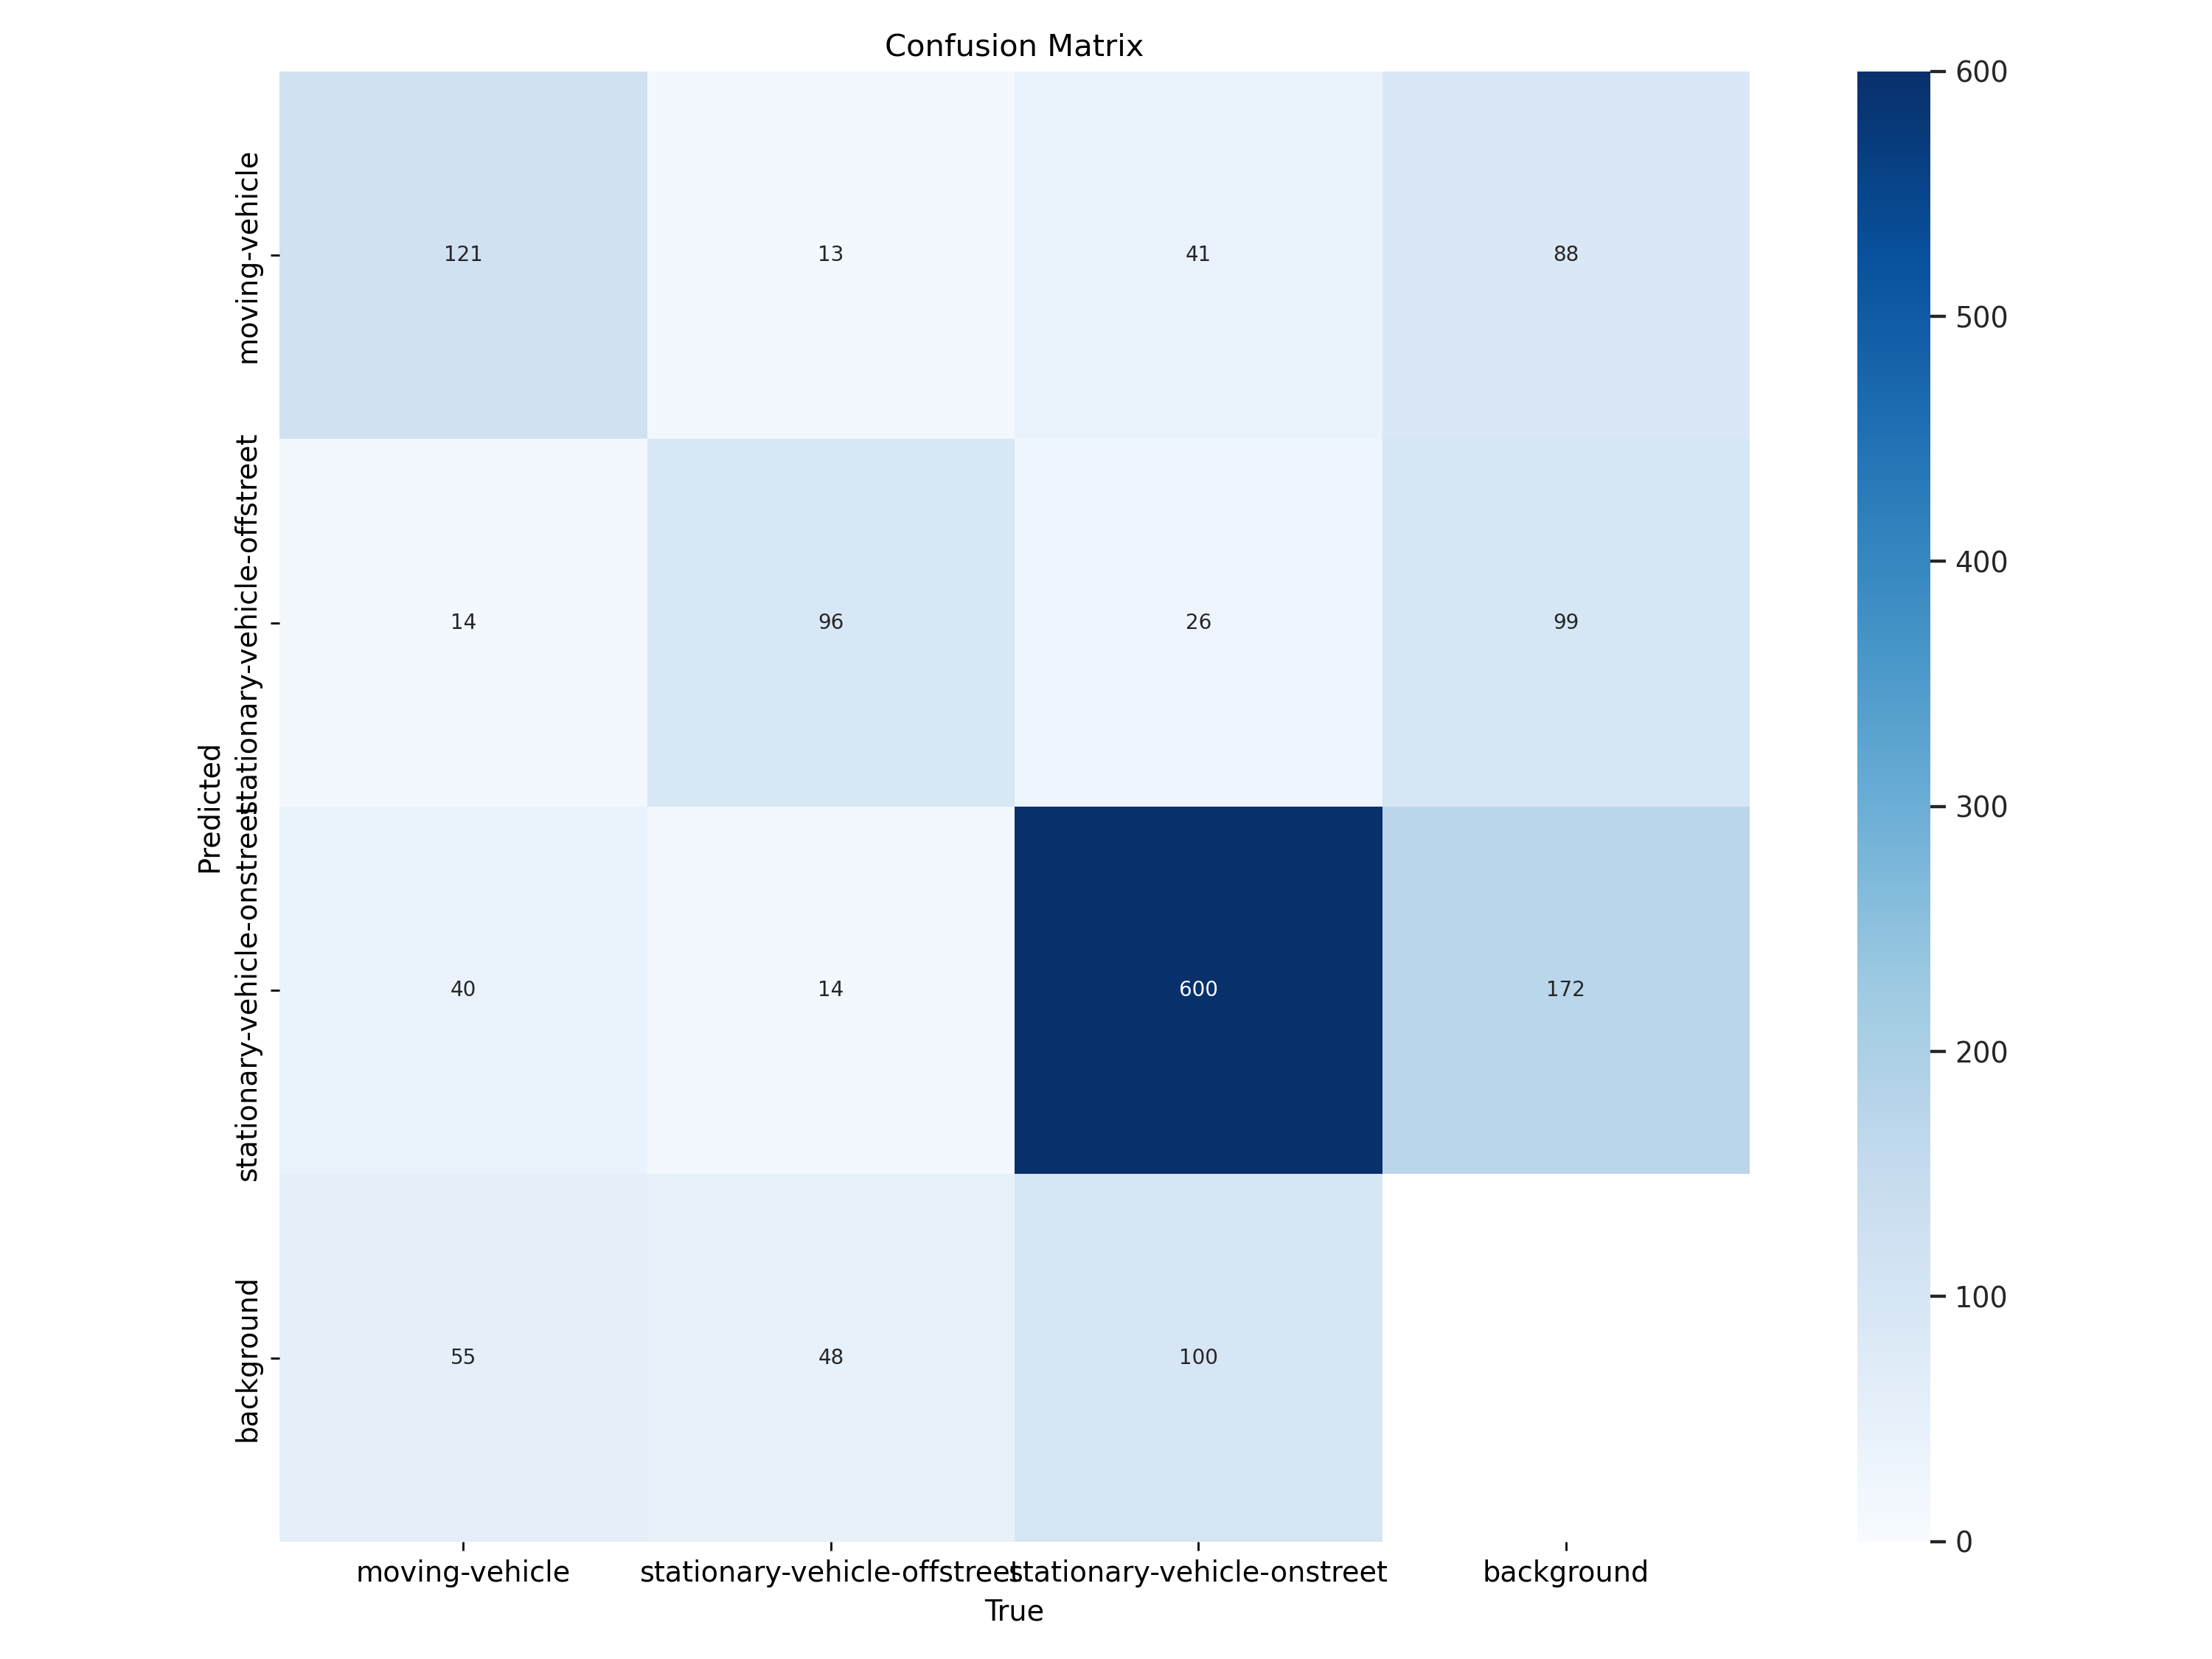 Confusion Matrix
600
500
400
300
200
100
0
Predicted
moving-vehicle
121 13 41 88
stationary-vehicle-offstreet
14 96 26 99
stationary-vehicle-onstreet
40 14 600 172
background
55 48 100
moving-vehicle stationary-vehicle-offstreet stationary-vehicle-onstreet background
True